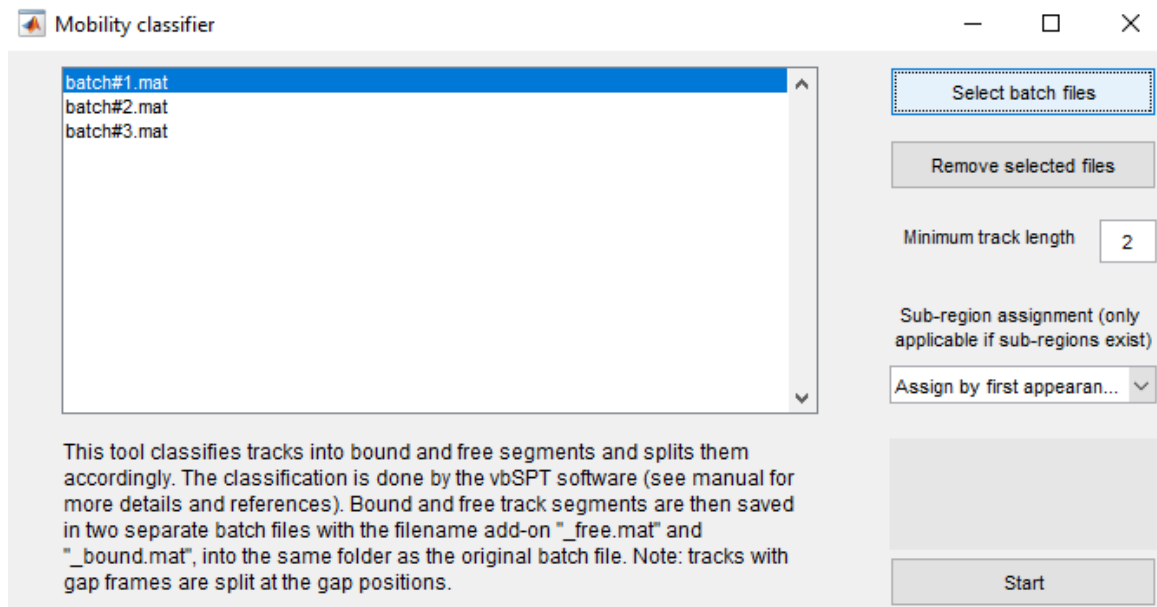 Mobility classifier
batch#1.mat
batch#2.mat
batch#3.mat
Select batch files
Remove selected files
Minimum track length 2
Sub-region assignment (only
applicable if sub-regions exist)
Assign by first appearan...
This tool classifies tracks into bound and free segments and splits them
accordingly. The classification is done by the vbSPT software (see manual for
more details and references). Bound and free track segments are then saved
in two separate batch files with the filename add-on "_free.mat" and
"_bound.mat", into the same folder as the original batch file. Note: tracks with
gap frames are split at the gap positions.
Start